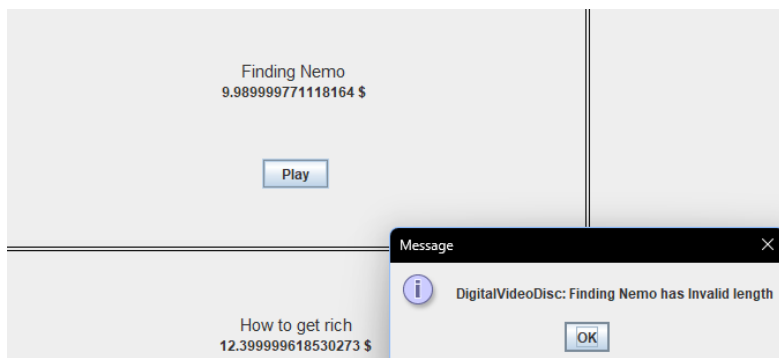 Finding Nemo
9.989999771118164 $
Play
Message
DigitalVideoDisc: Finding Nemo has Invalid length
OK
How to get rich
12.399999618530273 $